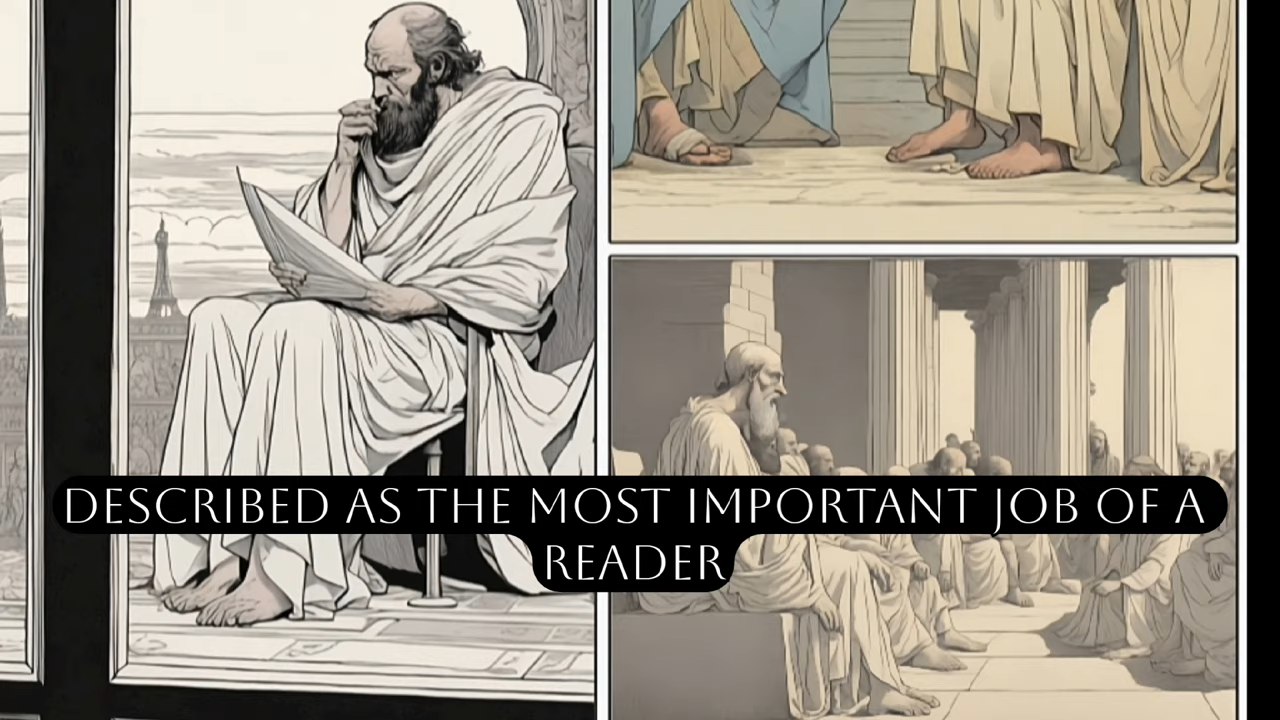 DESCRIBED AS THE MOST IMPORTANT JOB OF A
READER